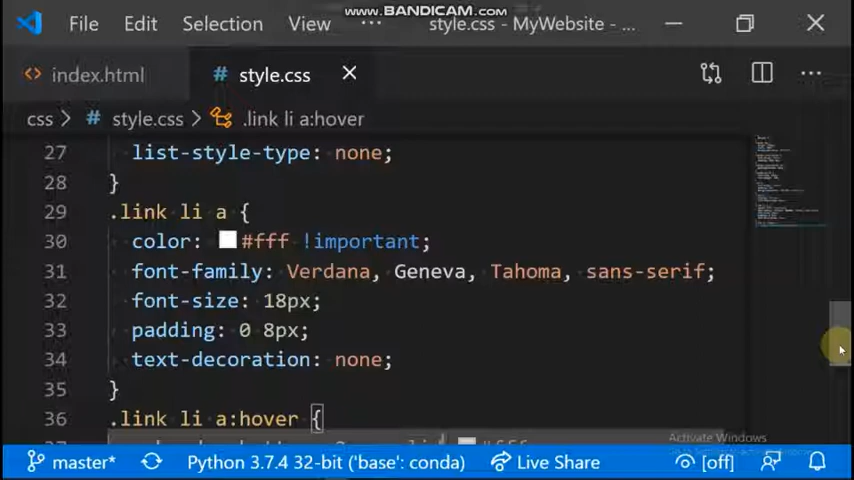 www.BANDICAM.com
File Edit Selection View ... style.css - MyWebsite - ...
index.html # style.css
css > # style.css > .link li a:hover
27 list-style-type: none;
28 }
29 .link li a {
30 color: #fff !important;
31 font-family: Verdana, Geneva, Tahoma, sans-serif;
32 font-size: 18px;
33 padding: 0 8px;
34 text-decoration: none;
35 }
36 .link li a:hover {
#fff
Activate Windows
master* Python 3.7.4 32-bit ('base': conda) Live Share [off]